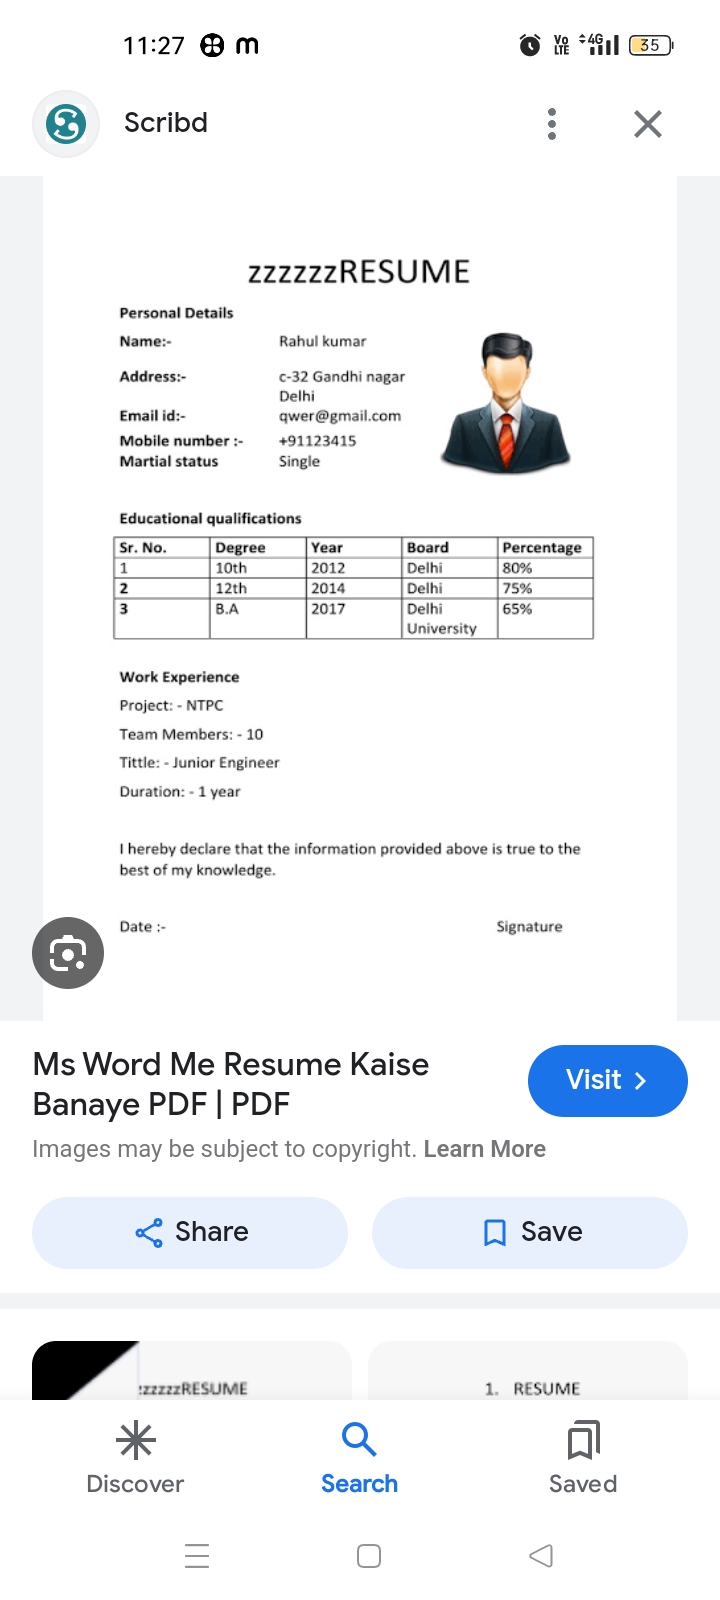 11:27 m Vo LTE 4G 35
Scribd
zzzzzzRESUME
Personal Details
Name:- Rahul kumar
Address:- c-32 Gandhi nagar
Delhi
Email id:- qwer@gmail.com
Mobile number :- +91123415
Martial status Single
Educational qualifications
Sr. No. Degree Year Board Percentage
1 10th 2012 Delhi 80%
2 12th 2014 Delhi 75%
3 B.A 2017 Delhi 65%
University
Work Experience
Project: - NTPC
Team Members: - 10
Tittle: - Junior Engineer
Duration: - 1 year
I hereby declare that the information provided above is true to the
best of my knowledge.
Date :- Signature
Ms Word Me Resume Kaise
Banaye PDF | PDF
Visit
Images may be subject to copyright. Learn More
Share Save
zzzzzzRESUME 1. RESUME
Discover Search Saved